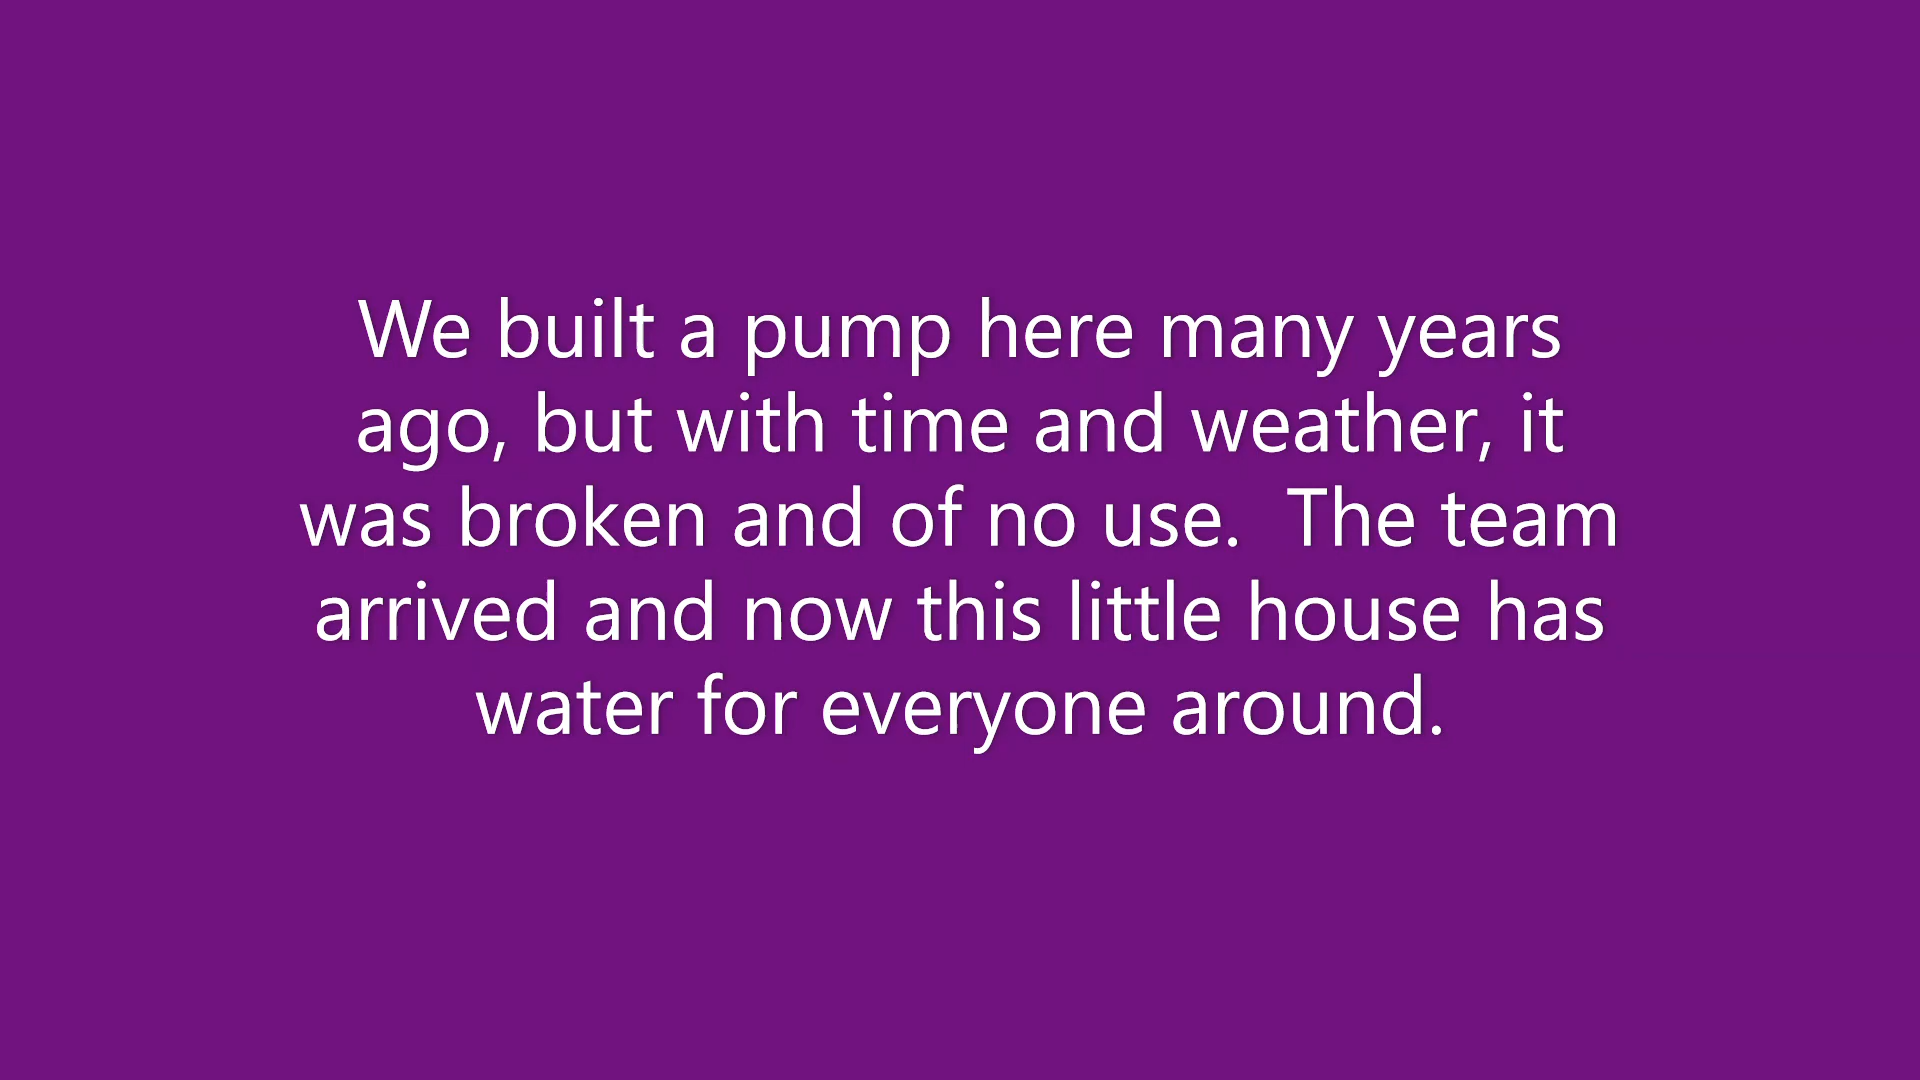 We built a pump here many years
ago, but with time and weather, it
was broken and of no use.  The team
arrived and now this little house has
water for everyone around.